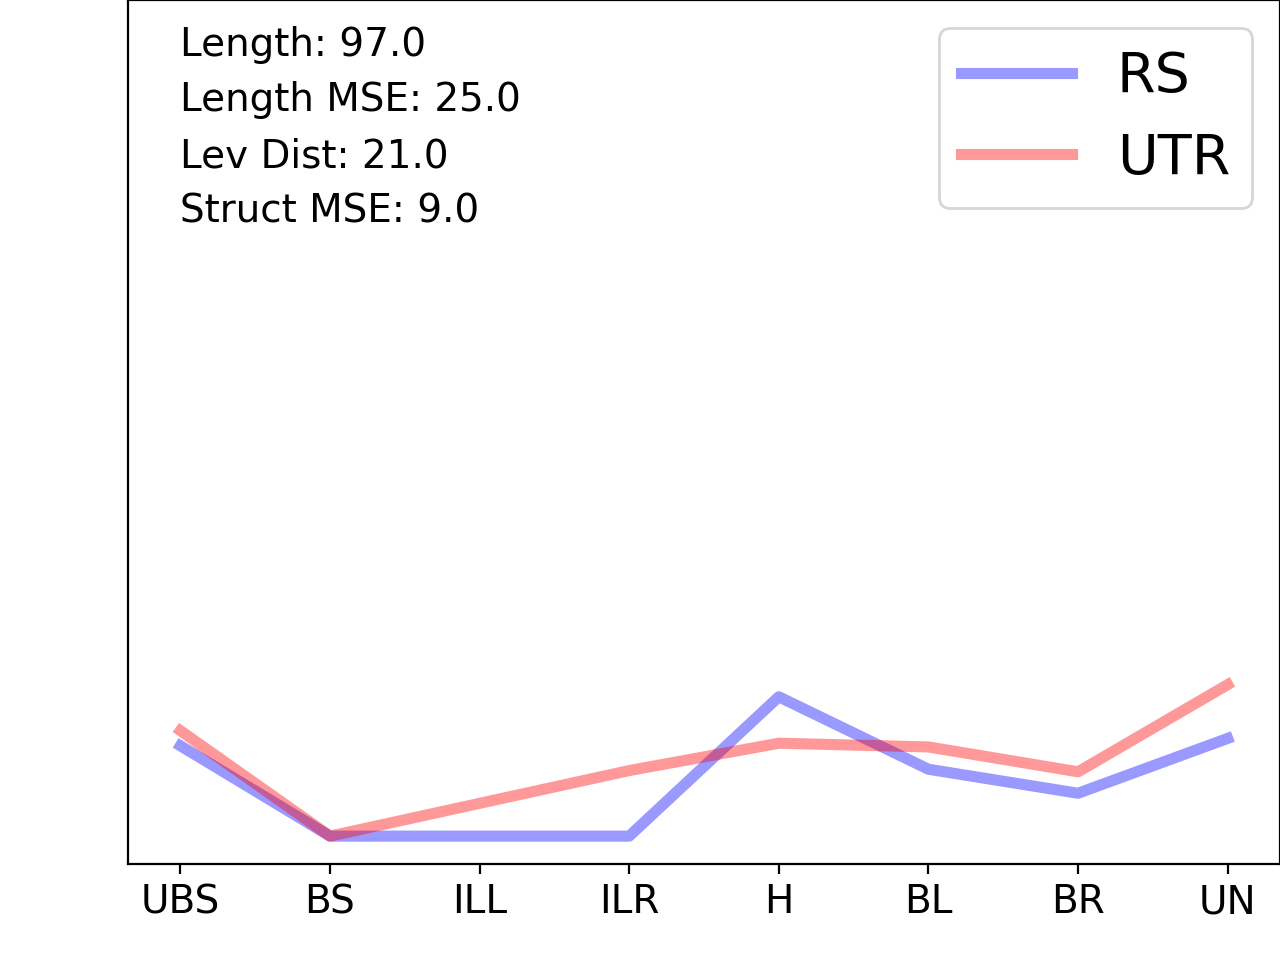 Length: 97.0
Length MSE: 25.0
Lev Dist: 21.0
Struct MSE: 9.0
RS
UTR
UBS BS ILL ILR H BL BR UN